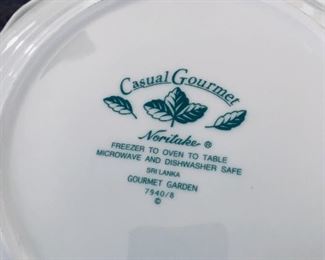 Casual Gourmet
Noritake ®
FREEZER TO OVEN TO TABLE
MICROWAVE AND DISHWASHER SAFE
SRI LANKA
GOURMET GARDEN
7940/8
©